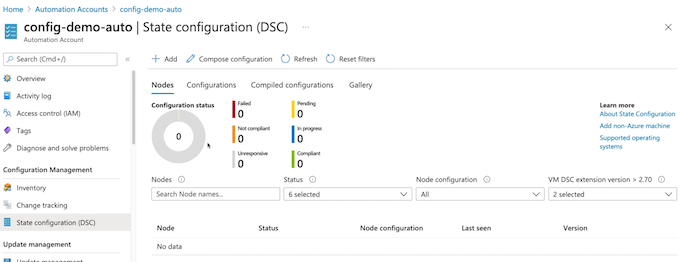 Home > Automation Accounts > config-demo-auto
config-demo-auto | State configuration (DSC) ...
Automation Account
Search (Cmd+/)
Overview
Activity log
Access control (IAM)
Tags
Diagnose and solve problems
Configuration Management
Inventory
Change tracking
State configuration (DSC)
Update management
Update management
Add Compose configuration Refresh Reset filters
Nodes Configurations Compiled configurations Gallery
Configuration status
0
Failed
0
Pending
0
Not compliant
0
In progress
0
Unresponsive
0
Compliant
0
Learn more
About State Configuration
Add non-Azure machine
Supported operating
systems
Nodes Status Node configuration VM DSC extension version > 2.70
Search Node names... 6 selected All 2 selected
Node Status Node configuration Last seen Version
No data